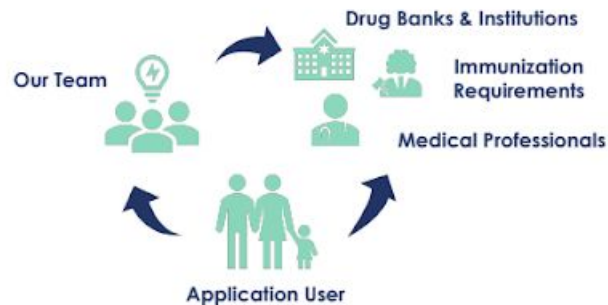 Drug Banks & Institutions
Our Team
Immunization
Requirements
Medical Professionals
Application User